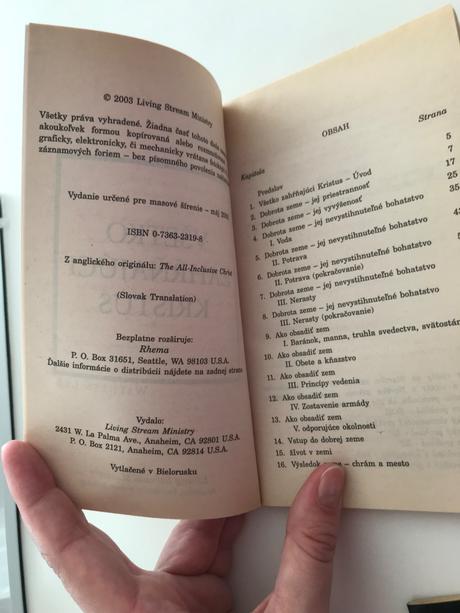 © 2003 Living Stream Ministry
Všetky práva vyhradené. Žiadna časť tohoto diela
akoukoľvek formou kopírovaná alebo
graficky, elektronicky, či mechanicky vrátane
záznamových foriem – bez písomného povolenia
Vydanie určené pre masové šírenie – máj
ISBN 0-7363-2319-8
Z anglického originálu: The All-Inclusive Christ
(Slovak Translation)
Bezplatne rozširuje:
Rhema
P. O. Box 31651, Seattle, WA 98103 U.S.A.
Ďalšie informácie o distribúcii nájdete na zadnej strane
Vydalo:
Living Stream Ministry
2431 W. La Palma Ave., Anaheim, CA 92801 U.S.A.
P. O. Box 2121, Anaheim, CA 92814 U.S.A.
Vytlačené v Bielorusku
OBSAH
Kapitola Strana
Predslov 5
1. Všetko zahŕňajúci Kristus – Úvod 7
2. Dobrota zeme – jej priestrannosť 17
3. Dobrota zeme – jej vyvýšenosť 25
4. Dobrota zeme – jej nevystihnuteľné bohatstvo 35
I. Voda
5. Dobrota zeme – jej nevystihnuteľné bohatstvo
II. Potrava
6. Dobrota zeme – jej nevystihnuteľné bohatstvo
II. Potrava (pokračovanie)
7. Dobrota zeme – jej nevystihnuteľné bohatstvo
III. Nerasty
8. Dobrota zeme – jej nevystihnuteľné bohatstvo
III. Nerasty (pokračovanie)
9. Ako obsadiť zem
I. Baránok, manna, truhla svedectva,
10. Ako obsadiť zem
II. Obete a kňazstvo
11. Ako obsadiť zem
III. Princípy vedenia
12. Ako obsadiť zem
IV. Zostavenie armády
13. Ako obsadiť zem
V. odporujúce okolnosti
14. Vstup do dobrej zeme
15. život v zemi
16. Výsledok – chrám a mesto